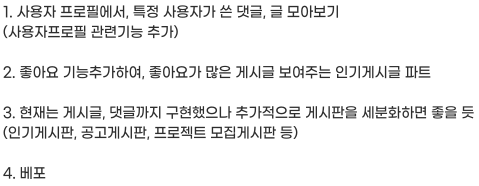 1. 사용자 프로필에서, 특정 사용자가 쓴 댓글, 글 모아보기
(사용자프로필 관련기능 추가)
2. 좋아요 기능추가하여, 좋아요가 많은 게시글 보여주는 인기게시글 파트
3. 현재는 게시글, 댓글까지 구현했으나 추가적으로 게시판을 세분화하면 좋을 듯
(인기게시판, 공고게시판, 프로젝트 모집게시판 등)
4. 베포